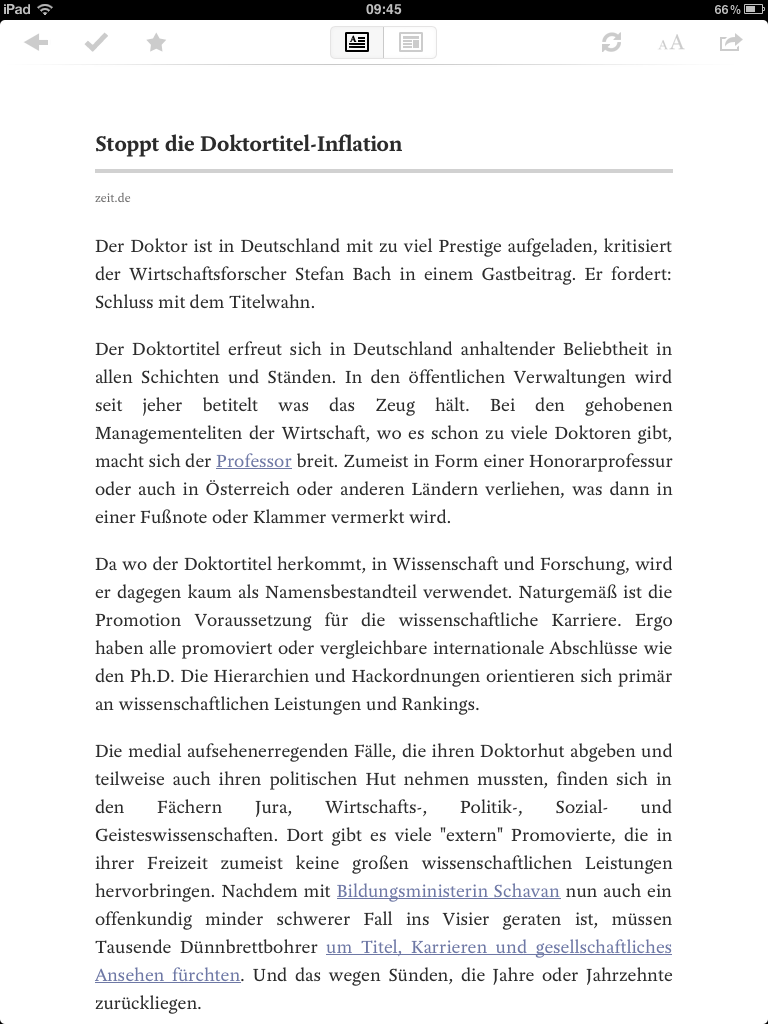 iPad 09:45 66%
AA
Stoppt die Doktortitel-Inflation
zeit.de
Der Doktor ist in Deutschland mit zu viel Prestige aufgeladen, kritisiert
der Wirtschaftsforscher Stefan Bach in einem Gastbeitrag. Er fordert:
Schluss mit dem Titelwahn.
Der Doktortitel erfreut sich in Deutschland anhaltender Beliebtheit in
allen Schichten und Ständen. In den öffentlichen Verwaltungen wird
seit jeher betitelt was das Zeug hält. Bei den gehobenen
Managementeliten der Wirtschaft, wo es schon zu viele Doktoren gibt,
macht sich der Professor breit. Zumeist in Form einer Honorarprofessur
oder auch in Österreich oder anderen Ländern verliehen, was dann in
einer Fußnote oder Klammer vermerkt wird.
Da wo der Doktortitel herkommt, in Wissenschaft und Forschung, wird
er dagegen kaum als Namensbestandteil verwendet. Naturgemäß ist die
Promotion Voraussetzung für die wissenschaftliche Karriere. Ergo
haben alle promoviert oder vergleichbare internationale Abschlüsse wie
den Ph.D. Die Hierarchien und Hackordnungen orientieren sich primär
an wissenschaftlichen Leistungen und Rankings.
Die medial aufsehenerregenden Fälle, die ihren Doktorhut abgeben und
teilweise auch ihren politischen Hut nehmen mussten, finden sich in
den Fächern Jura, Wirtschafts-, Politik-, Sozial- und
Geisteswissenschaften. Dort gibt es viele "extern" Promovierte, die in
ihrer Freizeit zumeist keine großen wissenschaftlichen Leistungen
hervorbringen. Nachdem mit Bildungsministerin Schavan nun auch ein
offenkundig minder schwerer Fall ins Visier geraten ist, müssen
Tausende Dünnbrettbohrer um Titel, Karrieren und gesellschaftliches
Ansehen fürchten. Und das wegen Sünden, die Jahre oder Jahrzehnte
zurückliegen.